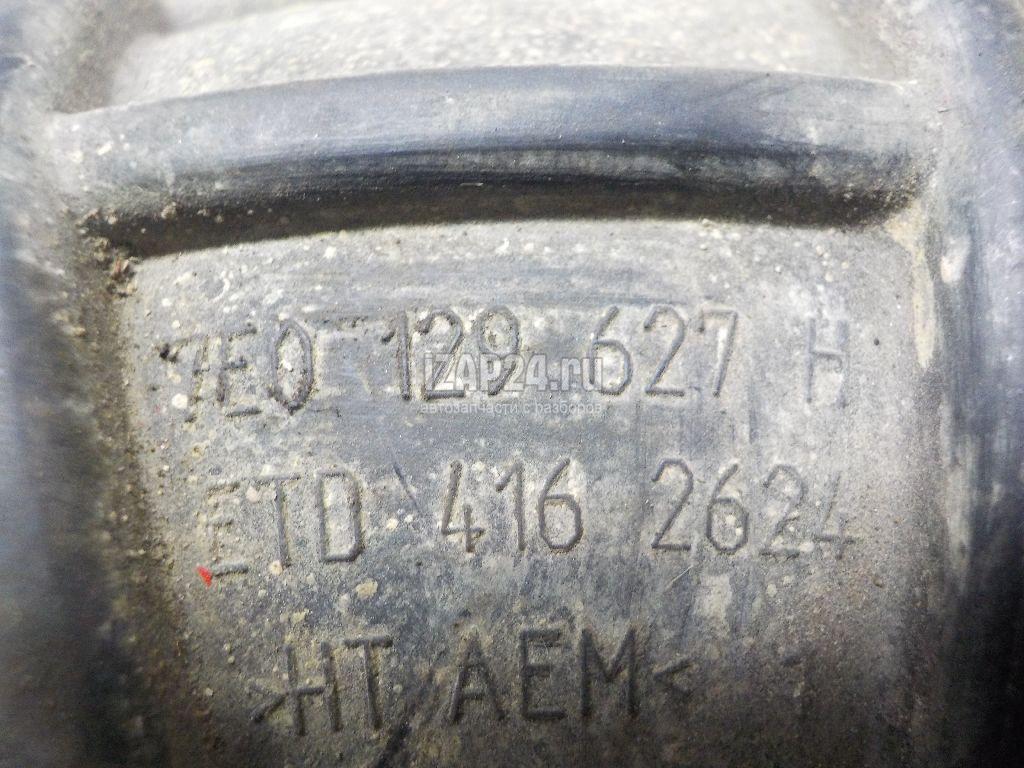 7E0 129 627 H
iZAP24.ru
автозапчасти с разборов
ETD 416 2624
>HT AEM<